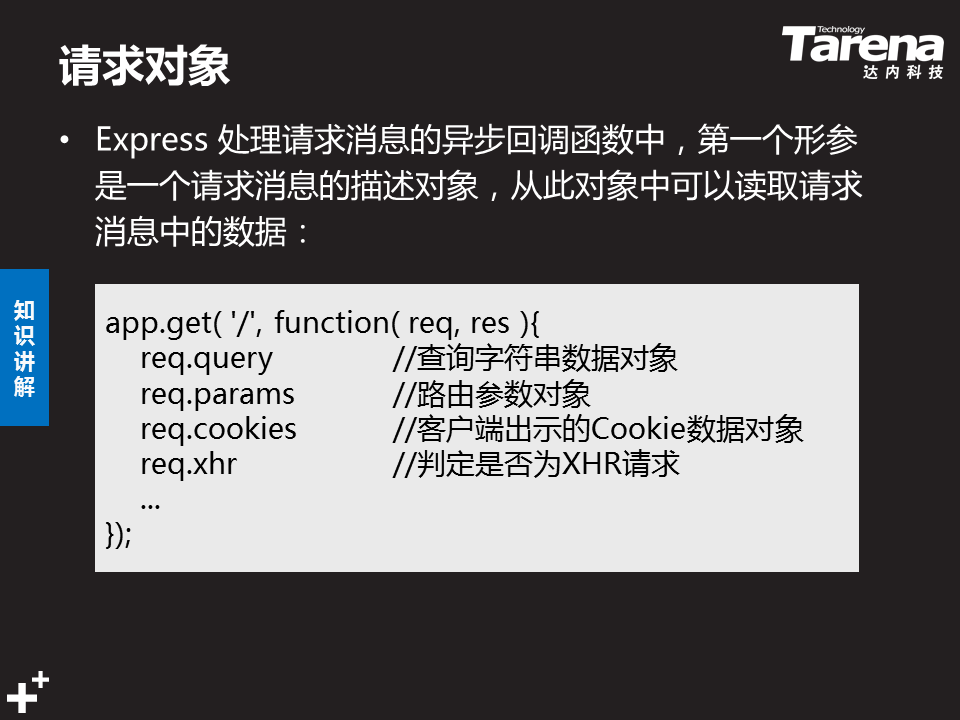 请求对象
Technology
Tarena
达内科技
• Express 处理请求消息的异步回调函数中，第一个形参
是一个请求消息的描述对象，从此对象中可以读取请求
消息中的数据：
知识讲解
app.get( '/', function( req, res ){
req.query //查询字符串数据对象
req.params //路由参数对象
req.cookies //客户端出示的Cookie数据对象
req.xhr //判定是否为XHR请求
...
});